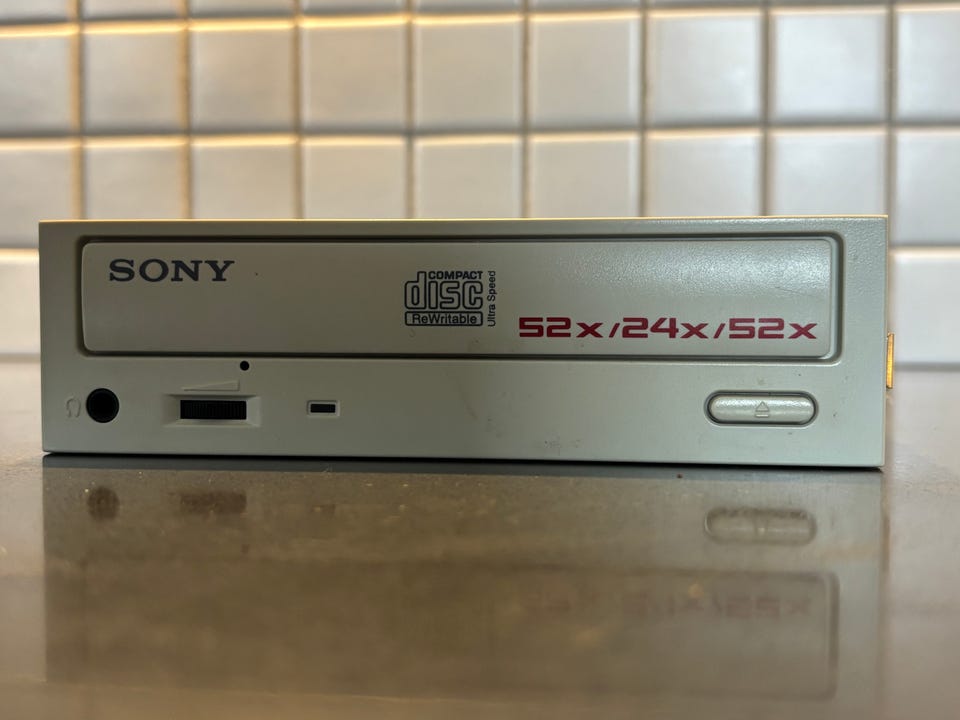 SONY
COMPACT
disc
ReWritable
Ultra Speed
52x/24x/52x